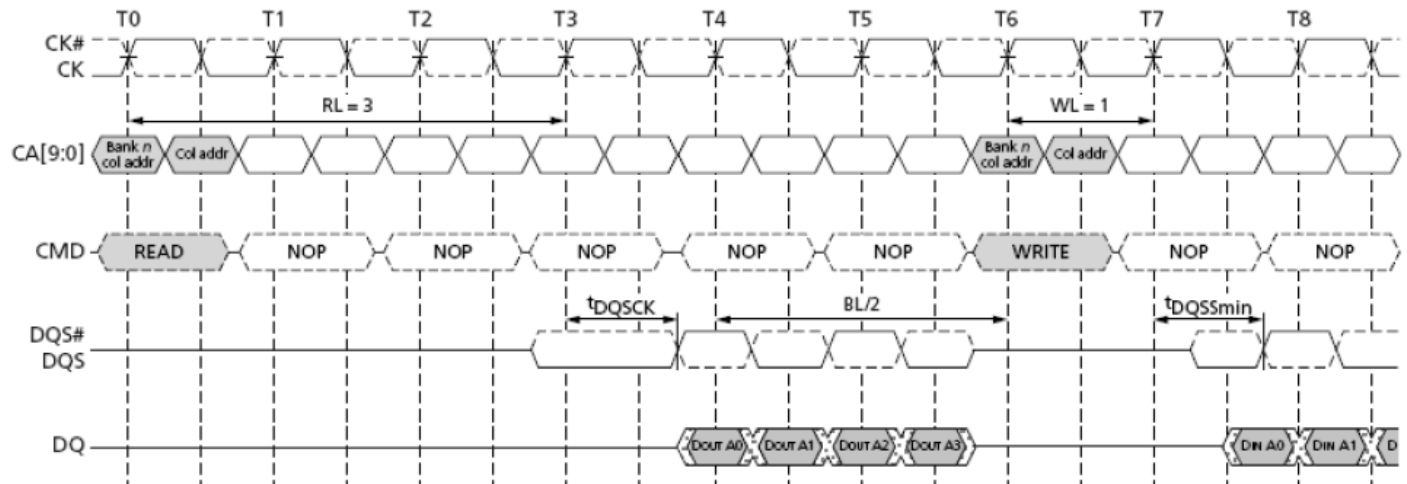 T0 T1 T2 T3 T4 T5 T6 T7 T8
CK#
CK
RL = 3 WL = 1
CA[9:0] Bank n col addr Col addr Bank n col addr Col addr
CMD READ NOP NOP NOP NOP NOP WRITE NOP NOP
tDQSCK BL/2 tDQSSmin
DQS#
DQS
DQ DOUT A0 DOUT A1 DOUT A2 DOUT A3 DIN A0 DIN A1 D